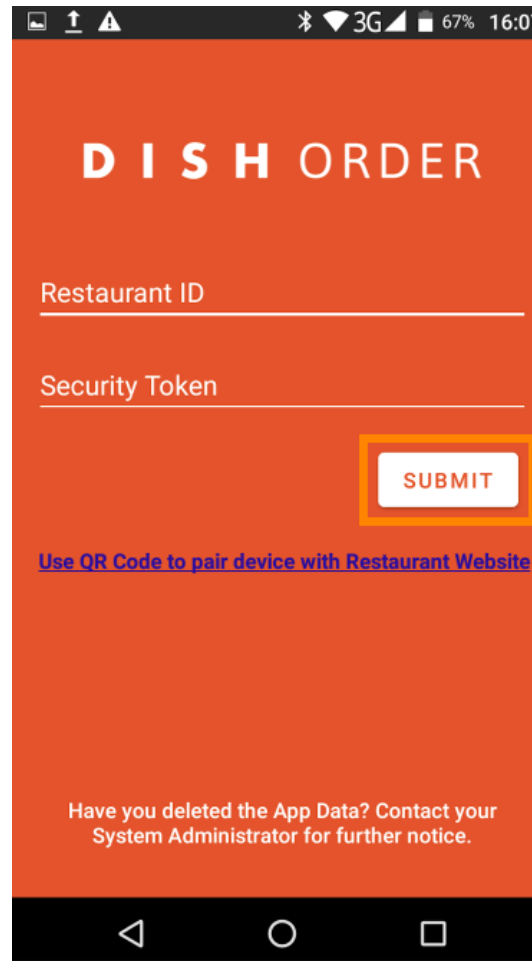 3G 67% 16:0
DISH ORDER
Restaurant ID
Security Token
SUBMIT
Use QR Code to pair device with Restaurant Website
Have you deleted the App Data? Contact your
System Administrator for further notice.